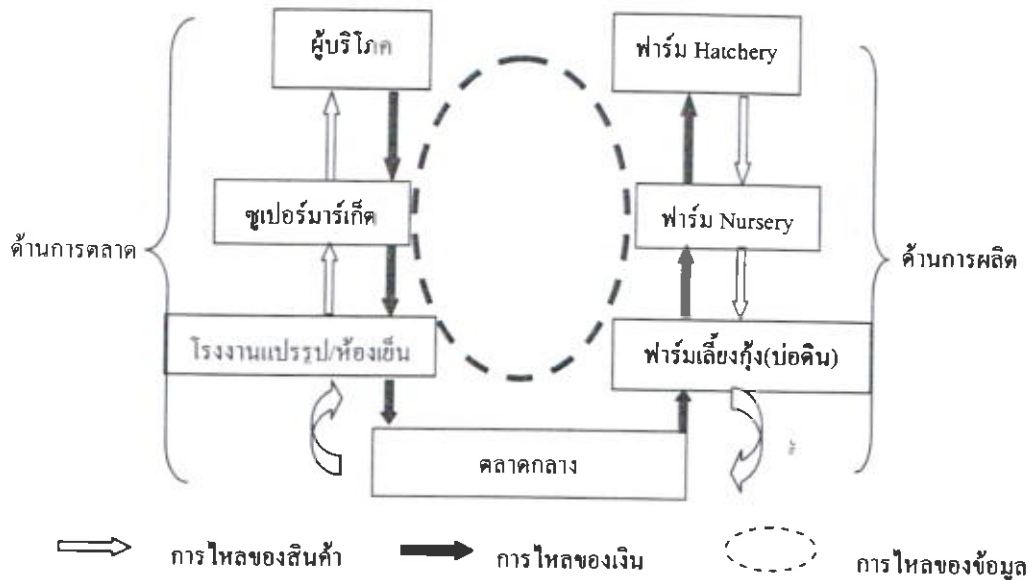 ผู้บริโภค
ฟาร์ม Hatchery
ซูเปอร์มาร์เก็ต
ฟาร์ม Nursery
ด้านการตลาด
ด้านการผลิต
โรงงานแปรรูป/ห้องเย็น
ฟาร์มเลี้ยงกุ้ง(บ่อดิน)
ตลาดกลาง
การไหลของสินค้า
การไหลของเงิน
การไหลของข้อมูล